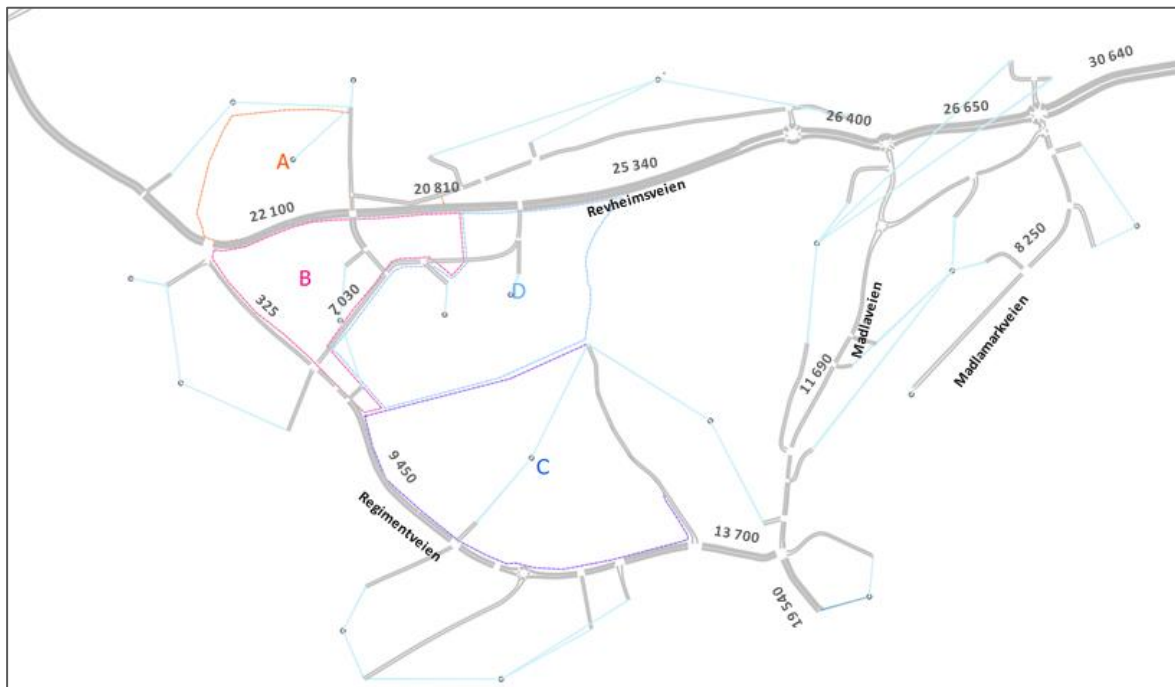 30 640
26 650
26 400
25 340
A
20 810
Revheimsveien
22 100
8 250
B
7 030
325
D
Madlaveien
Madlamarkveien
11 690
9 450
C
Regimentveien
13 700
19 540